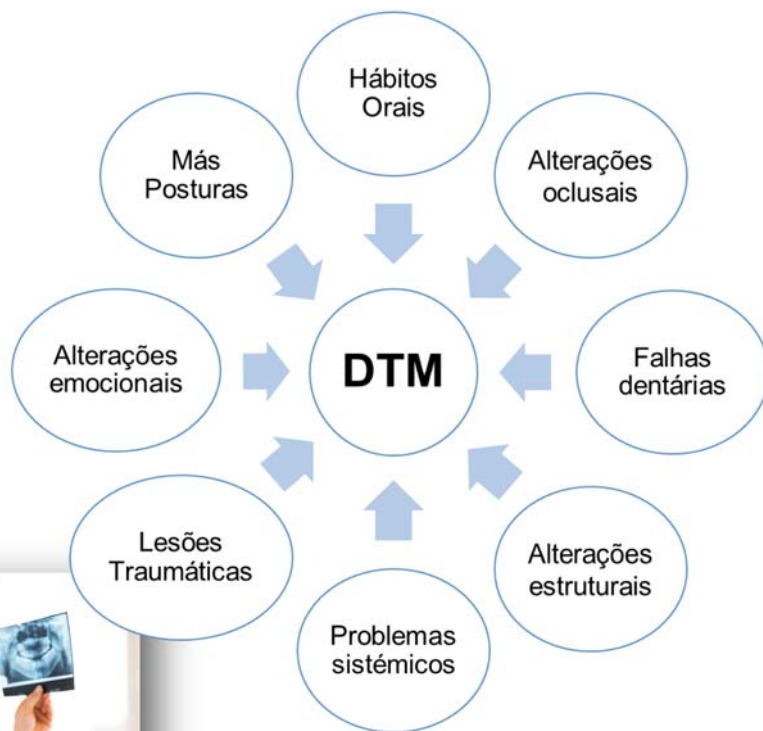 Hábitos
Orais
Más
Posturas
Alterações
oclusais
Alterações
emocionais
DTM
Falhas
dentárias
Lesões
Traumáticas
Alterações
estruturais
Problemas
sistémicos